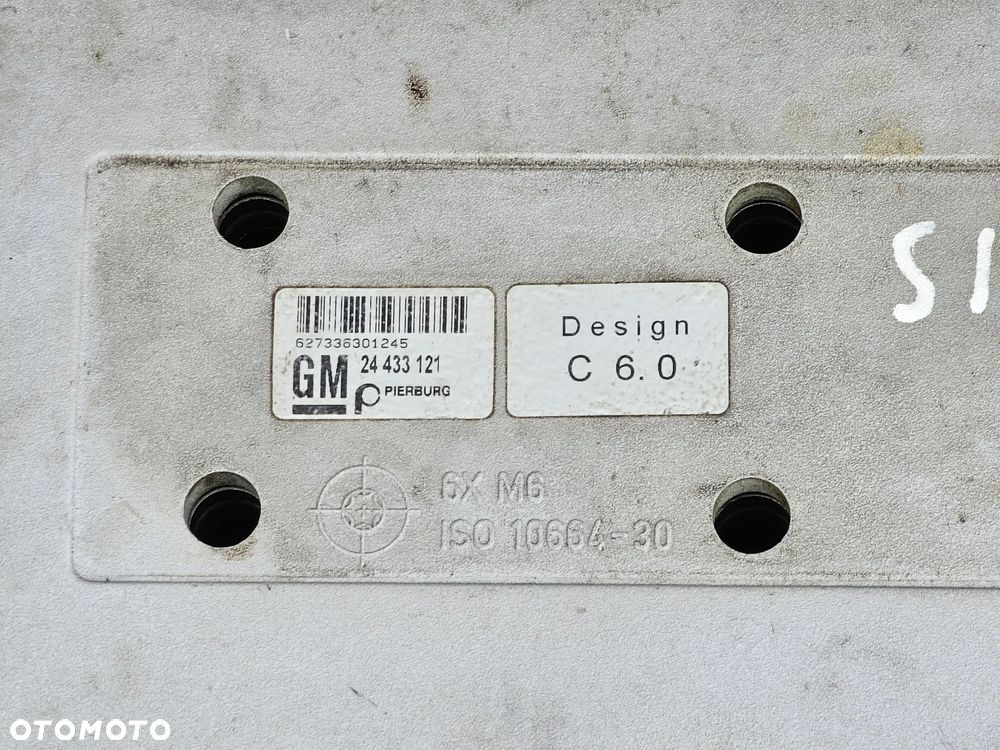 627336301245
GM 24 433 121
PIERBURG
Design
C 6.0
6X M6
ISO 10664-30
OTOMOTO